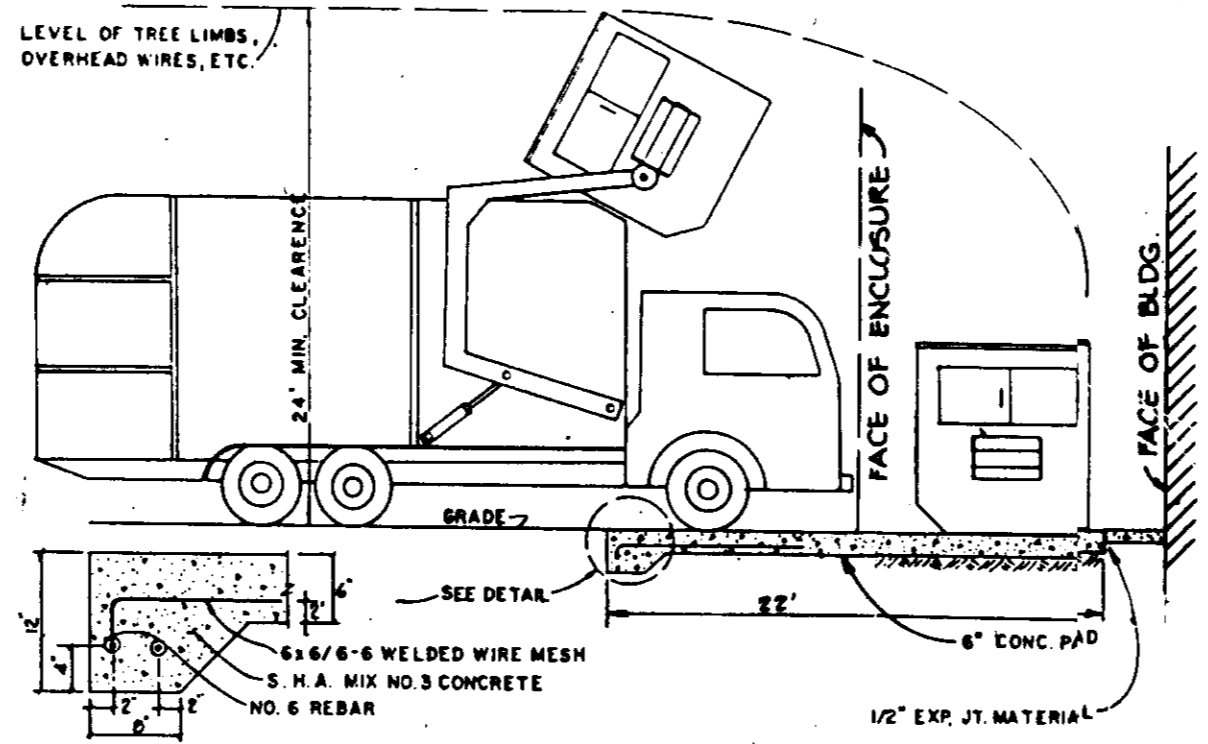 LEVEL OF TREE LIMBS,
OVERHEAD WIRES, ETC.
24' MIN. CLEARENCE
FACE OF ENCLOSURE
FACE OF BLDG.
GRADE
SEE DETAIL
22'
6" CONC. PAD
1/2" EXP. JT. MATERIAL
12"
4"
6"
2"
6x6/6-6 WELDED WIRE MESH
S.H.A. MIX NO.3 CONCRETE
NO. 6 REBAR
2" 2"
8"